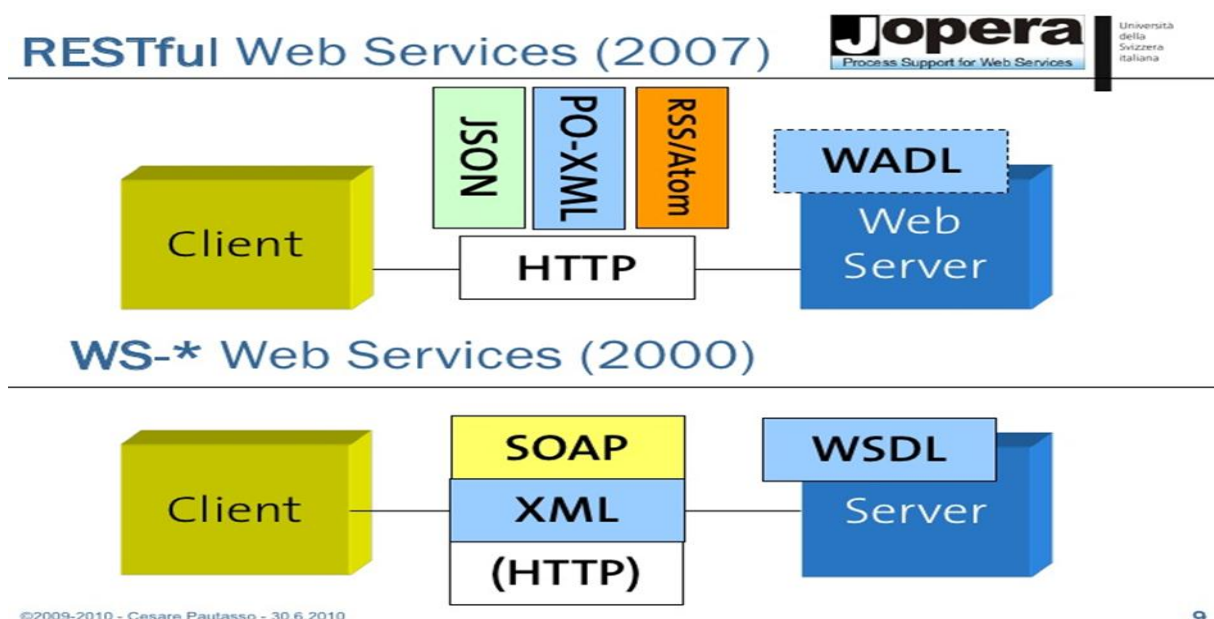 RESTful Web Services (2007)
Jopera
Process Support for Web Services
Università
della
Svizzera
italiana
JSON
PO-XML
RSS/Atom
WADL
Client
HTTP
Web
Server
WS-* Web Services (2000)
SOAP
WSDL
Client
XML
Server
(HTTP)
©2009-2010 - Cesare Pautasso - 30.6.2010
9